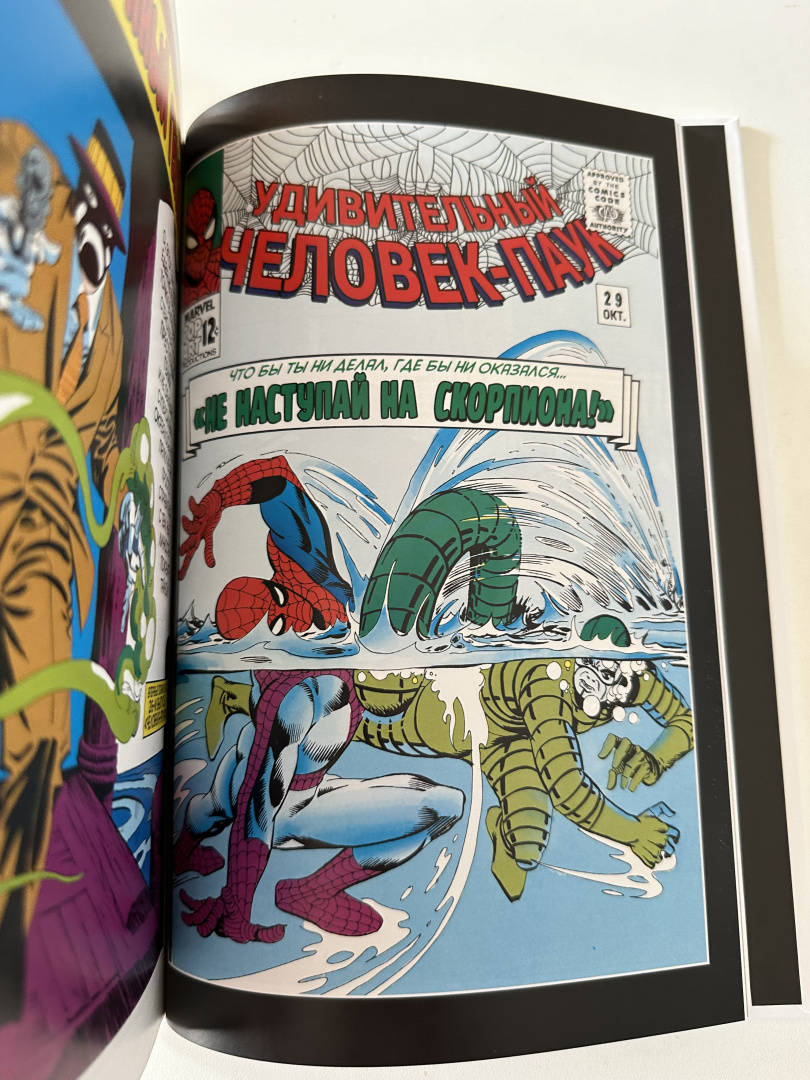 УДИВИТЕЛЬНЫЙ
ЧЕЛОВЕК-ПАУК
APPROVED
BY THE
COMICS
CODE
AUTHORITY
MARVEL
12¢
29
ОКТ.
ЧТО БЫ ТЫ НИ ДЕЛАЛ, ГДЕ БЫ НИ ОКАЗАЛСЯ...
«НЕ НАСТУПАЙ НА СКОРПИОНА!»